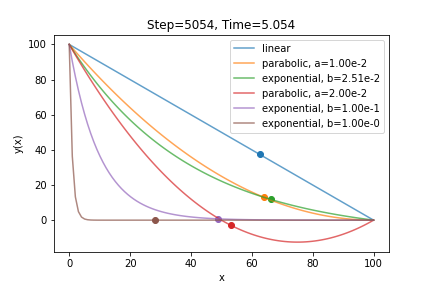 Step=5054, Time=5.054
linear
parabolic, a=1.00e-2
exponential, b=2.51e-2
parabolic, a=2.00e-2
exponential, b=1.00e-1
exponential, b=1.00e-0
y(x)
100
80
60
40
20
0
0 20 40 60 80 100
x